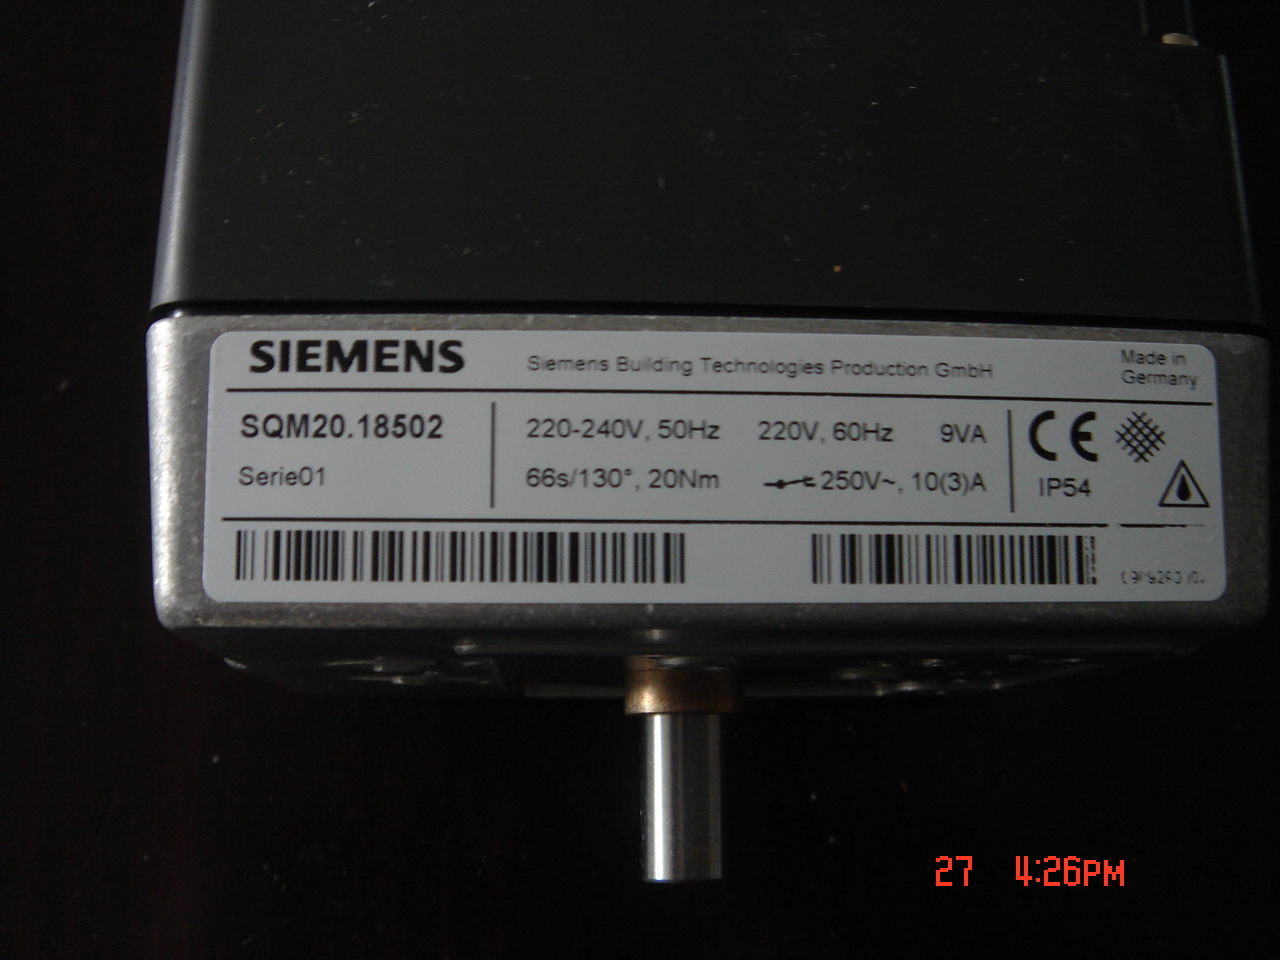 SIEMENS
Siemens Building Technologies Production GmbH
Made in
Germany
SQM20.18502
220-240V, 50Hz 220V, 60Hz 9VA
Serie01
66s/130°, 20Nm 250V~, 10(3)A
CE
IP54
27 4:26PM